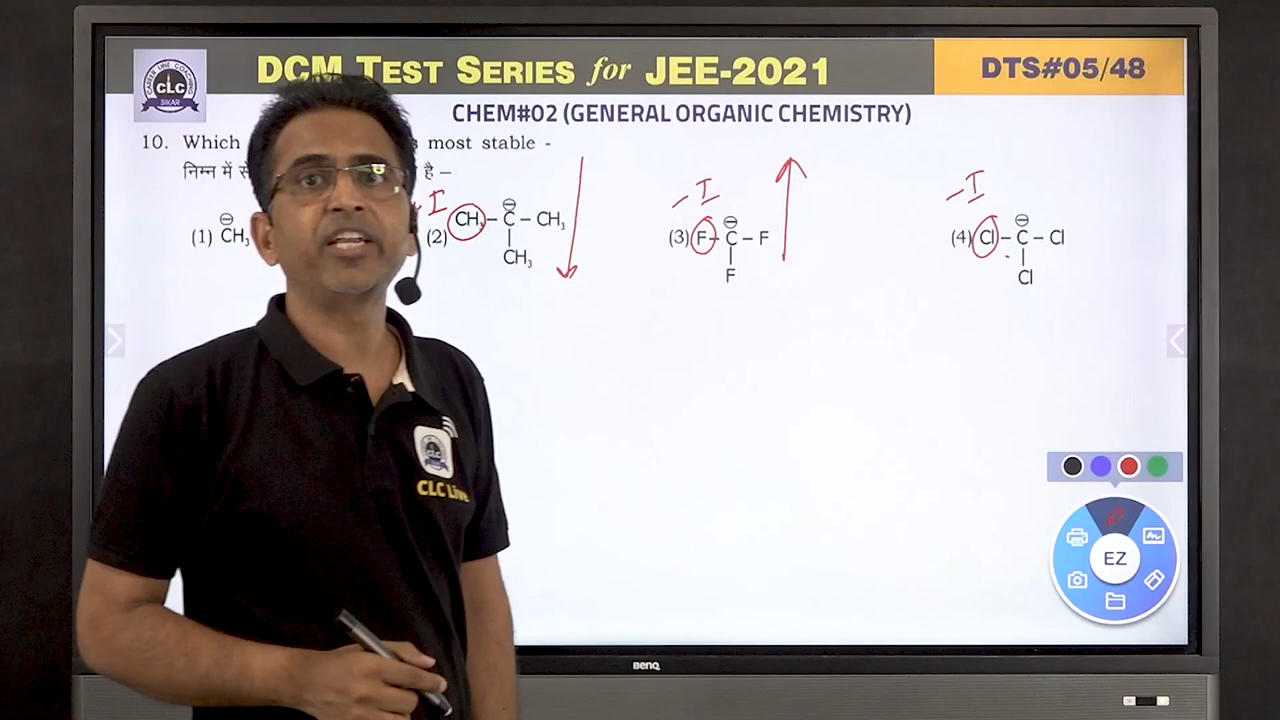 DCM TEST SERIES for JEE-2021
DTS#05/48
CAREER LINE COACHING
CLC
SIKAR
CHEM#02 (GENERAL ORGANIC CHEMISTRY)
10. Which most stable -
निम्न में है –
(1) ⊖CH₃
I
(2) CH₃ – C⊖ – CH₃
CH₃
– I
(3) F – C⊖ – F
F
– I
(4) Cl – C⊖ – Cl
Cl
CLC Live
EZ
BenQ